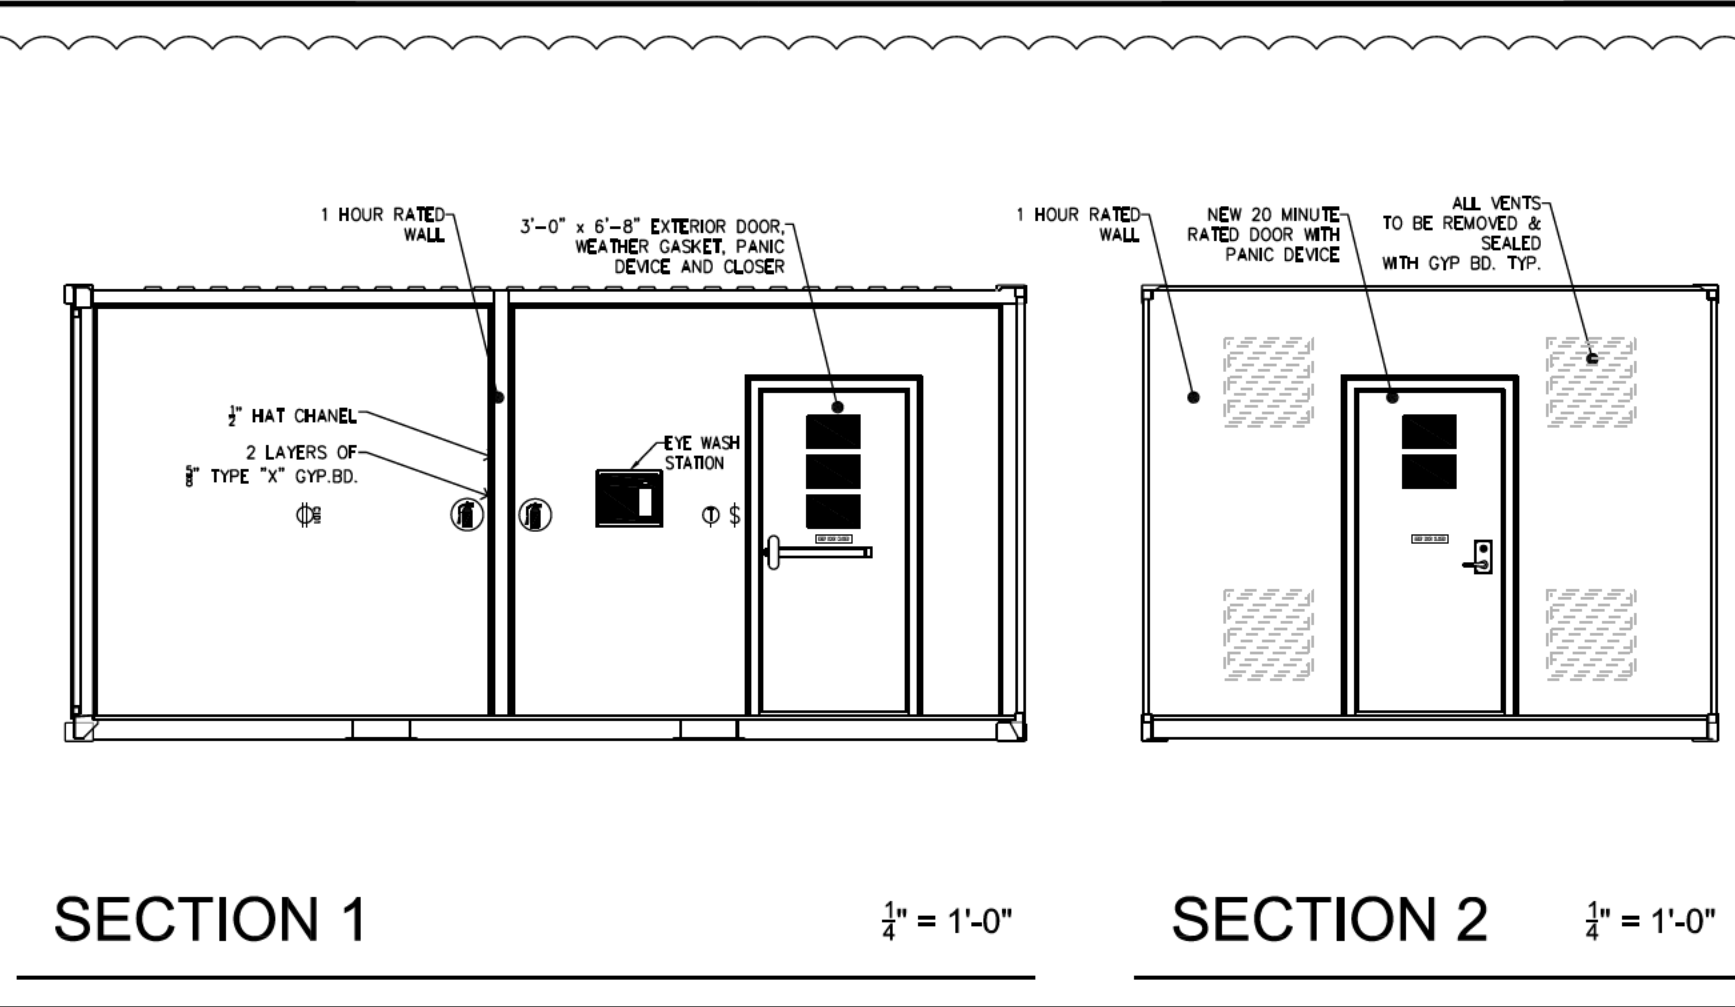 1 HOUR RATED
WALL
3'-0" x 6'-8" EXTERIOR DOOR,
WEATHER GASKET, PANIC
DEVICE AND CLOSER
1 HOUR RATED
WALL
NEW 20 MINUTE
RATED DOOR WITH
PANIC DEVICE
ALL VENTS
TO BE REMOVED &
SEALED
WITH GYP BD. TYP.
1/2" HAT CHANEL
2 LAYERS OF
5/8" TYPE "X" GYP.BD.
EYE WASH
STATION
T $
SECTION 1
1/4" = 1'-0"
SECTION 2
1/4" = 1'-0"